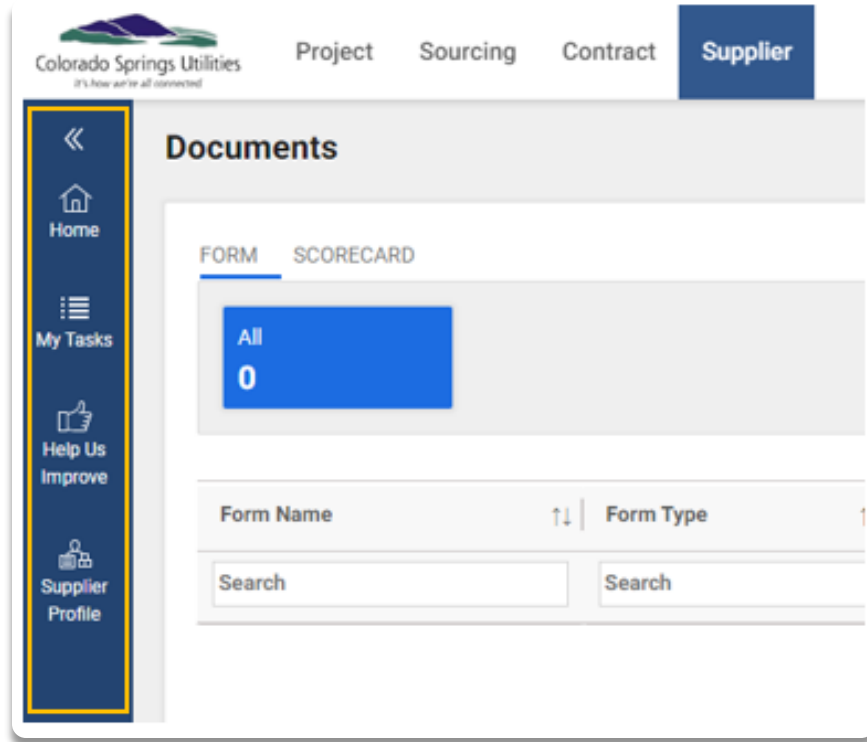 Colorado Springs Utilities
It's how we're all connected
Project Sourcing Contract Supplier
Documents
Home
My Tasks
Help Us
Improve
Supplier
Profile
FORM SCORECARD
All
0
Form Name Form Type
Search Search